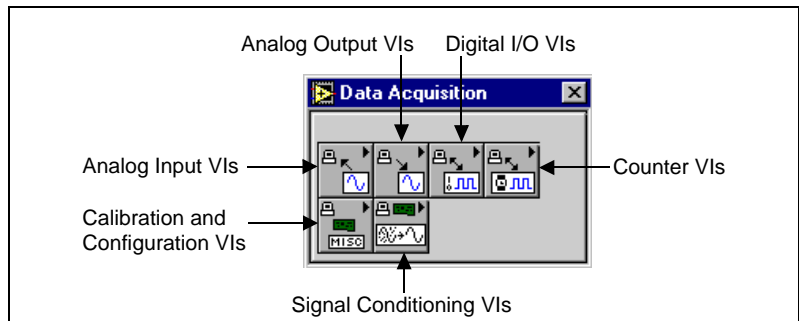 Analog Output VIs
Digital I/O VIs
Data Acquisition
Analog Input VIs
Counter VIs
Calibration and
Configuration VIs
MISC
Signal Conditioning VIs